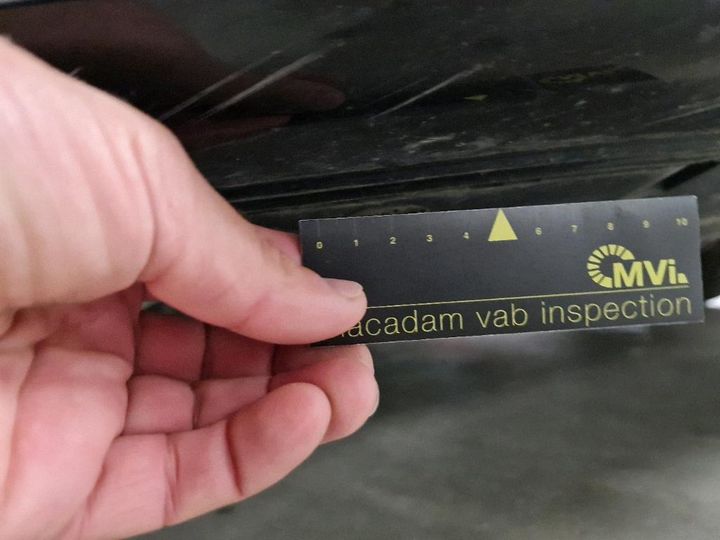 0 1 2 3 4 6 7 8 9 10
MVi.
acadam vab inspection